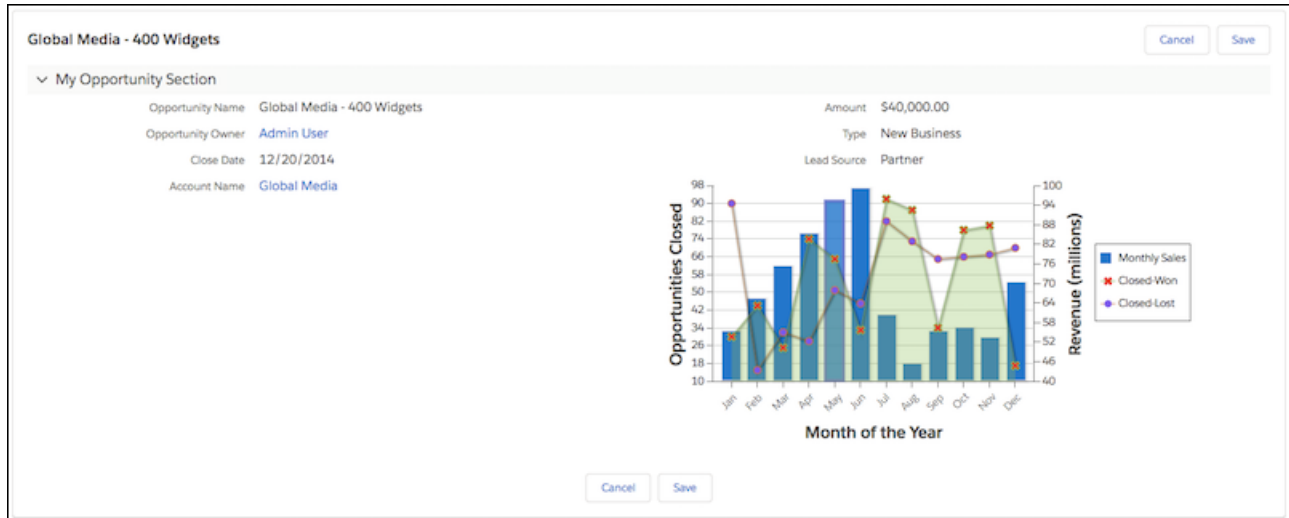 Global Media - 400 Widgets
Cancel
Save
My Opportunity Section
Opportunity Name Global Media - 400 Widgets
Opportunity Owner Admin User
Close Date 12/20/2014
Account Name Global Media
Amount $40,000.00
Type New Business
Lead Source Partner
Opportunities Closed
98
90
82
74
66
58
50
42
34
26
18
10
Jan Feb Mar Apr May Jun Jul Aug Sep Oct Nov Dec
Month of the Year
100
94
88
82
76
70
64
58
52
46
40
Revenue (millions)
Monthly Sales
Closed-Won
Closed-Lost
Cancel
Save